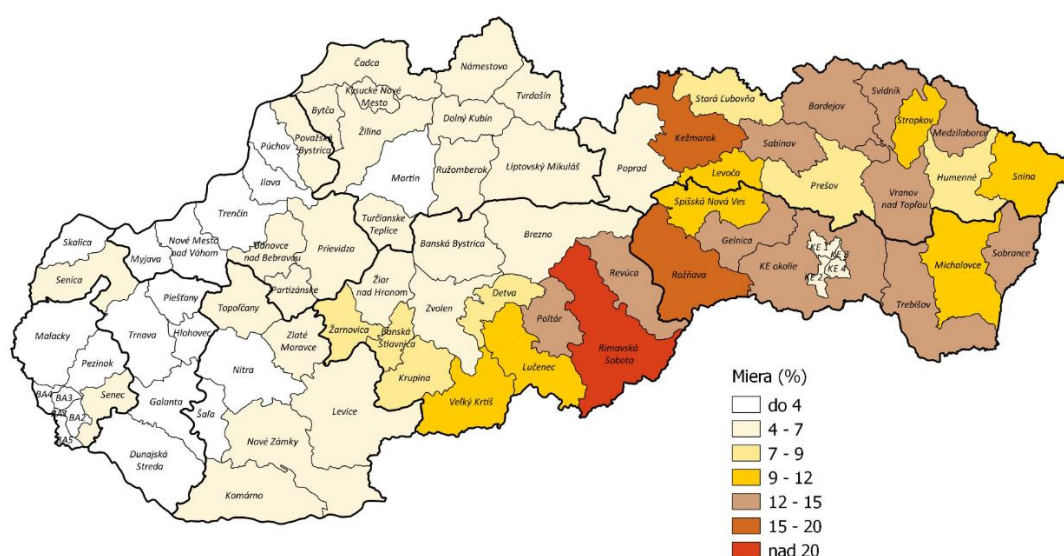 Čadca
Námestovo
Kysucké Nové
Mesto
Tvrdošín
Bytča
Dolný Kubín
Žilina
Považská
Bystrica
Púchov
Martin
Ružomberok
Liptovský Mikuláš
Poprad
Ilava
Kežmarok
Stará Ľubovňa
Bardejov
Svidník
Stropkov
Medzilaborce
Sabinov
Levoča
Prešov
Humenné
Snina
Vranov
nad Topľou
Spišská Nová Ves
Trenčín
Turčianske
Teplice
Prievidza
Banská Bystrica
Brezno
Gelnica
KE okolie
KE 1
KE 3
KE 2
KE 4
Michalovce
Sobrance
Trebišov
Rožňava
Revúca
Skalica
Nové Mesto
nad Váhom
Myjava
Bánovce
nad Bebravou
Senica
Partizánske
Žiar
nad Hronom
Zvolen
Detva
Poltár
Rimavská
Sobota
Piešťany
Topoľčany
Žarnovica
Banská
Štiavnica
Malacky
Trnava
Hlohovec
Zlaté
Moravce
Nitra
Krupina
Lučenec
Veľký Krtíš
Pezinok
Senec
Galanta
Šaľa
Levice
BA4
BA3
BA2
BA5
Dunajská
Streda
Nové Zámky
Komárno
Miera (%)
do 4
4 - 7
7 - 9
9 - 12
12 - 15
15 - 20
nad 20